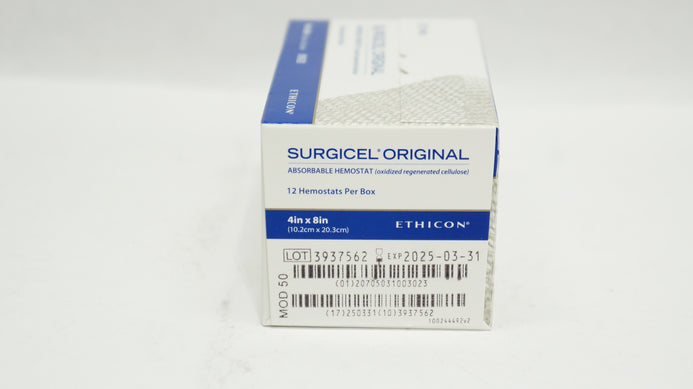 ETHICON
SURGICEL® ORIGINAL
ABSORBABLE HEMOSTAT (oxidized regenerated cellulose)
12 Hemostats Per Box
4in x 8in
(10.2cm x 20.3cm)
ETHICON®
LOT 3937562 EXP 2025-03-31
(01)20705031003023
MOD 50
(17)250331(10)3937562